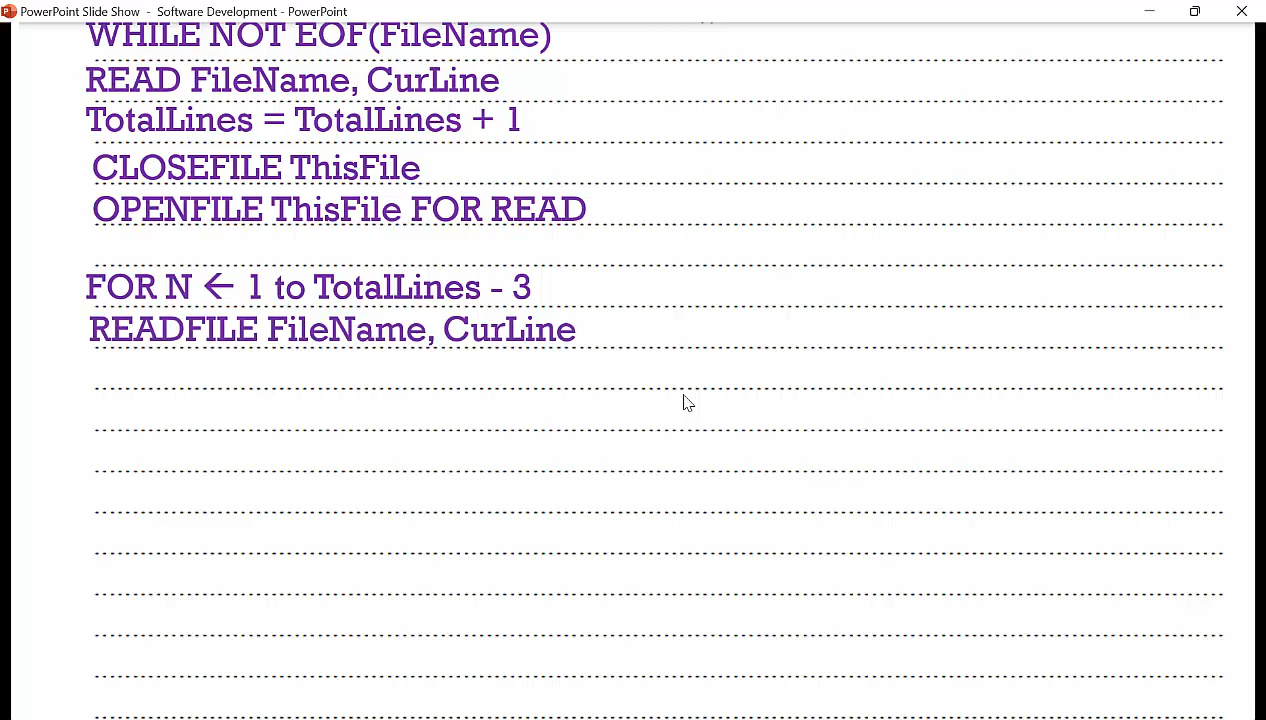 PowerPoint Slide Show - Software Development - PowerPoint
WHILE NOT EOF(FileName)
READ FileName, CurLine
TotalLines = TotalLines + 1
CLOSEFILE ThisFile
OPENFILE ThisFile FOR READ
FOR N ← 1 to TotalLines - 3
READFILE FileName, CurLine